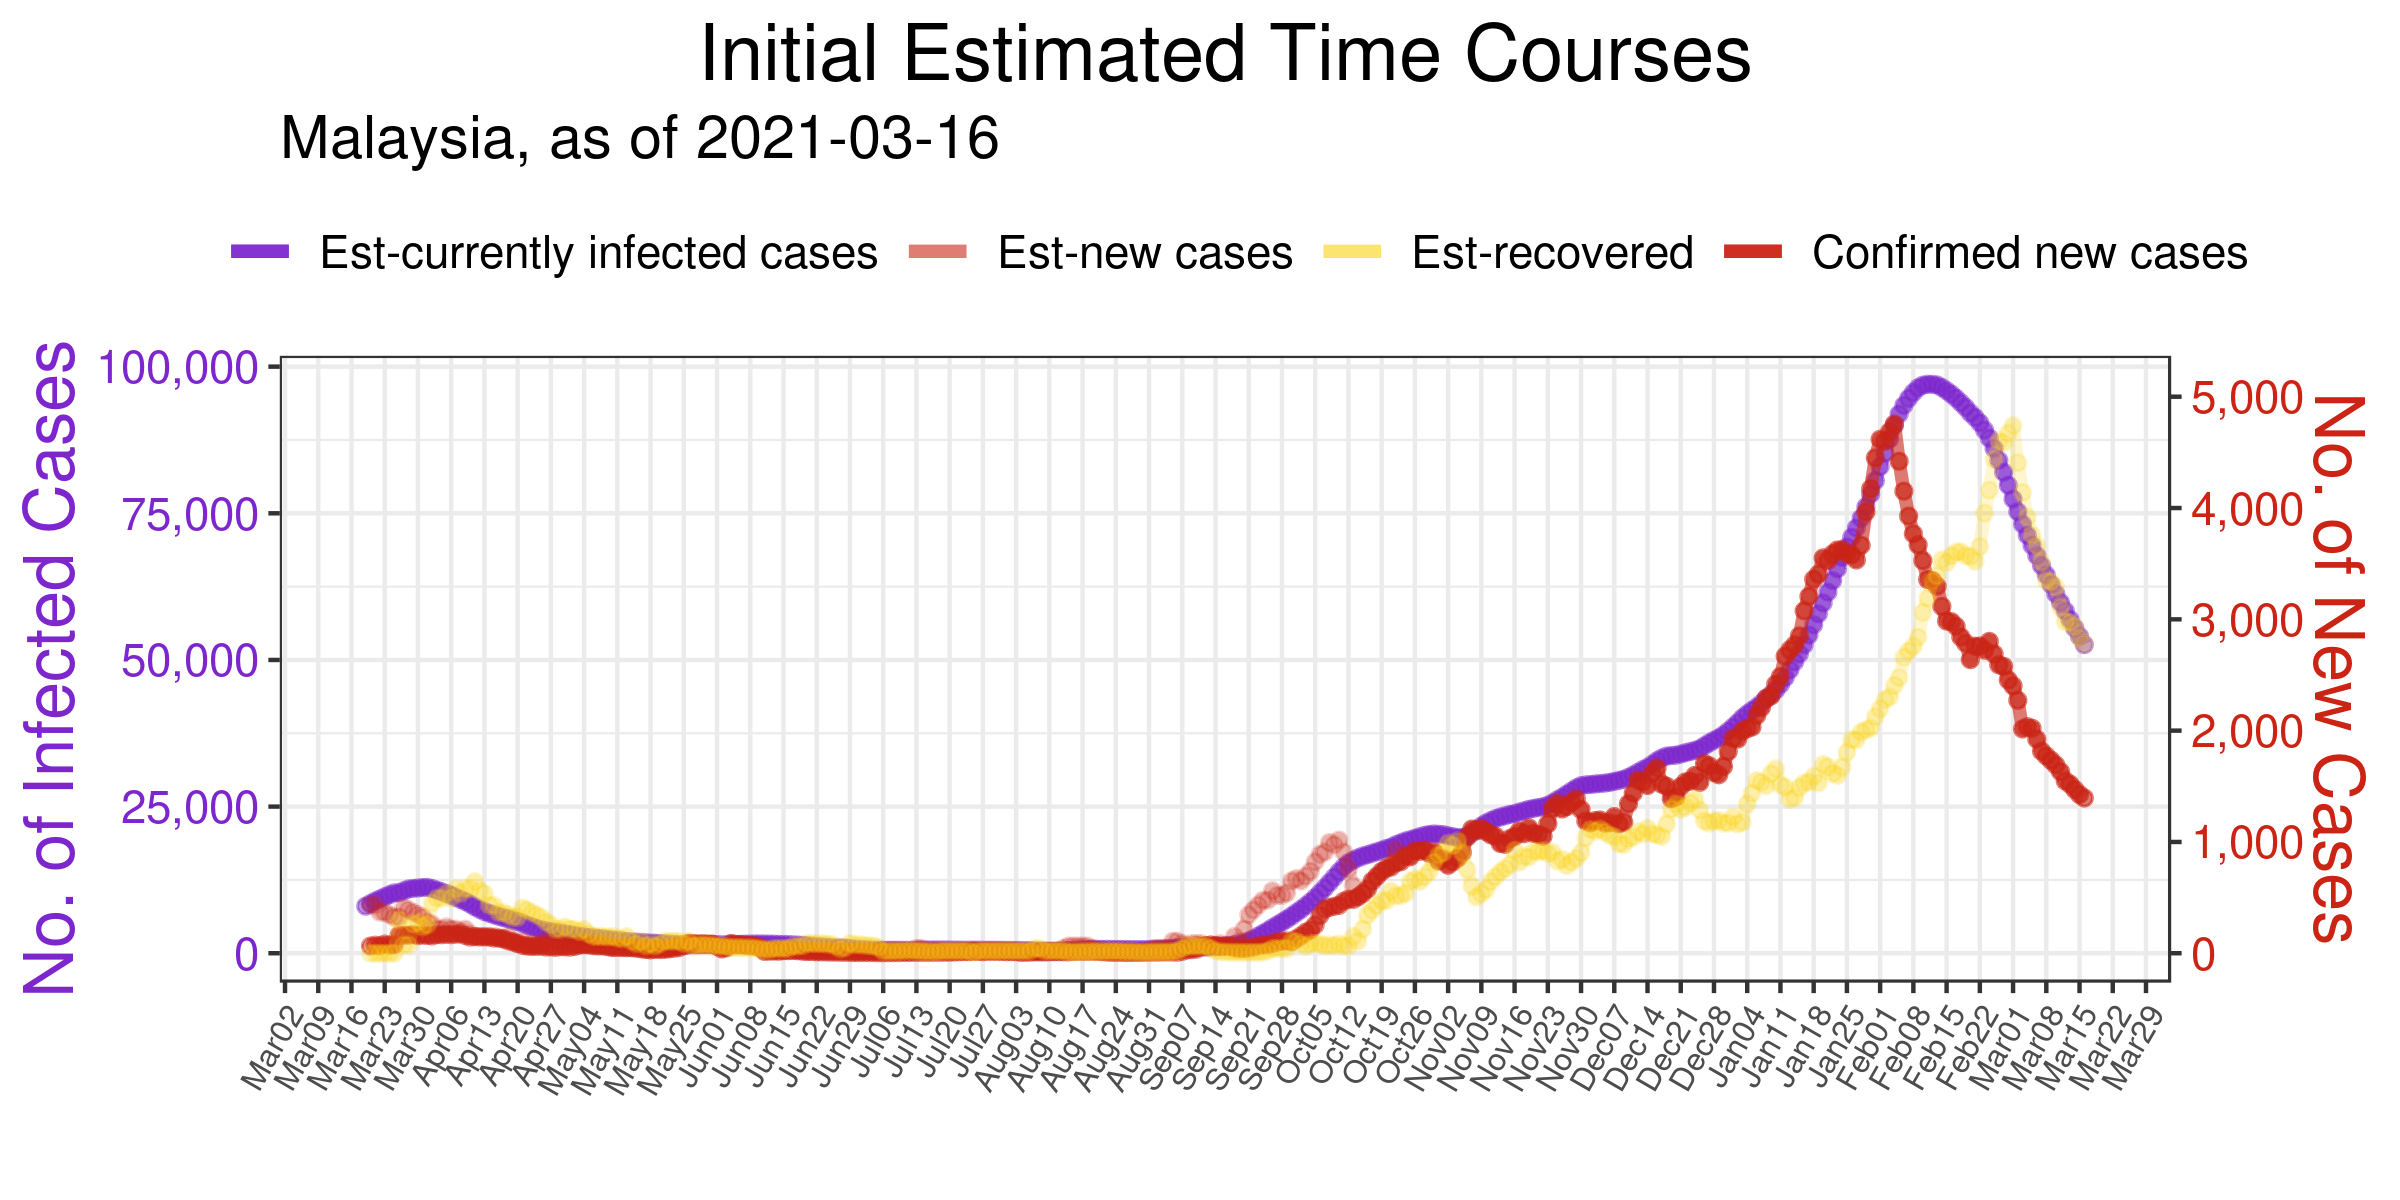 Initial Estimated Time Courses
Malaysia, as of 2021-03-16
Est-currently infected cases Est-new cases Est-recovered Confirmed new cases
No. of Infected Cases
100,000
75,000
50,000
25,000
0
5,000
4,000
3,000
2,000
1,000
0
No. of New Cases
Mar02 Mar09 Mar16 Mar23 Mar30 Apr06 Apr13 Apr20 Apr27 May04 May11 May18 May25 Jun01 Jun08 Jun15 Jun22 Jun29 Jul06 Jul13 Jul20 Jul27 Aug03 Aug10 Aug17 Aug24 Aug31 Sep07 Sep14 Sep21 Sep28 Oct05 Oct12 Oct19 Oct26 Nov02 Nov09 Nov16 Nov23 Nov30 Dec07 Dec14 Dec21 Dec28 Jan04 Jan11 Jan18 Jan25 Feb01 Feb08 Feb15 Feb22 Mar01 Mar08 Mar15 Mar22 Mar29